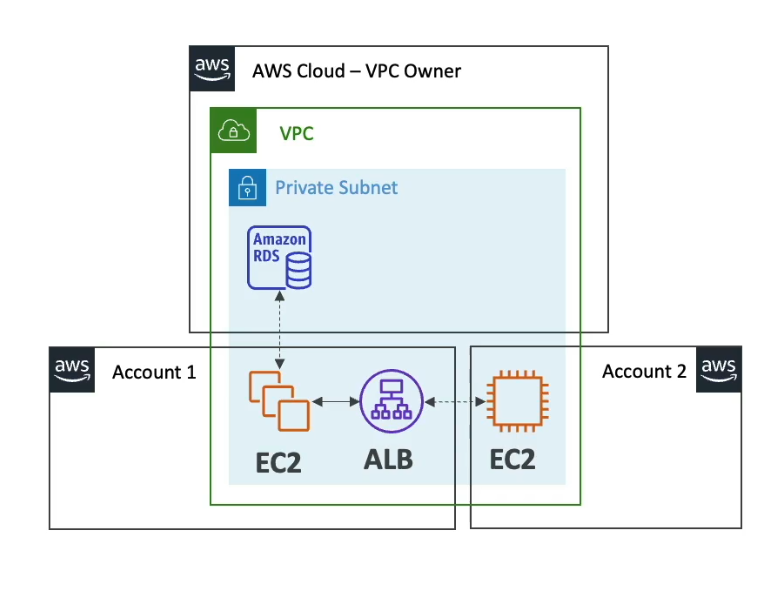 aws
AWS Cloud – VPC Owner
VPC
Private Subnet
Amazon
RDS
aws
Account 1
Account 2
aws
EC2
ALB
EC2